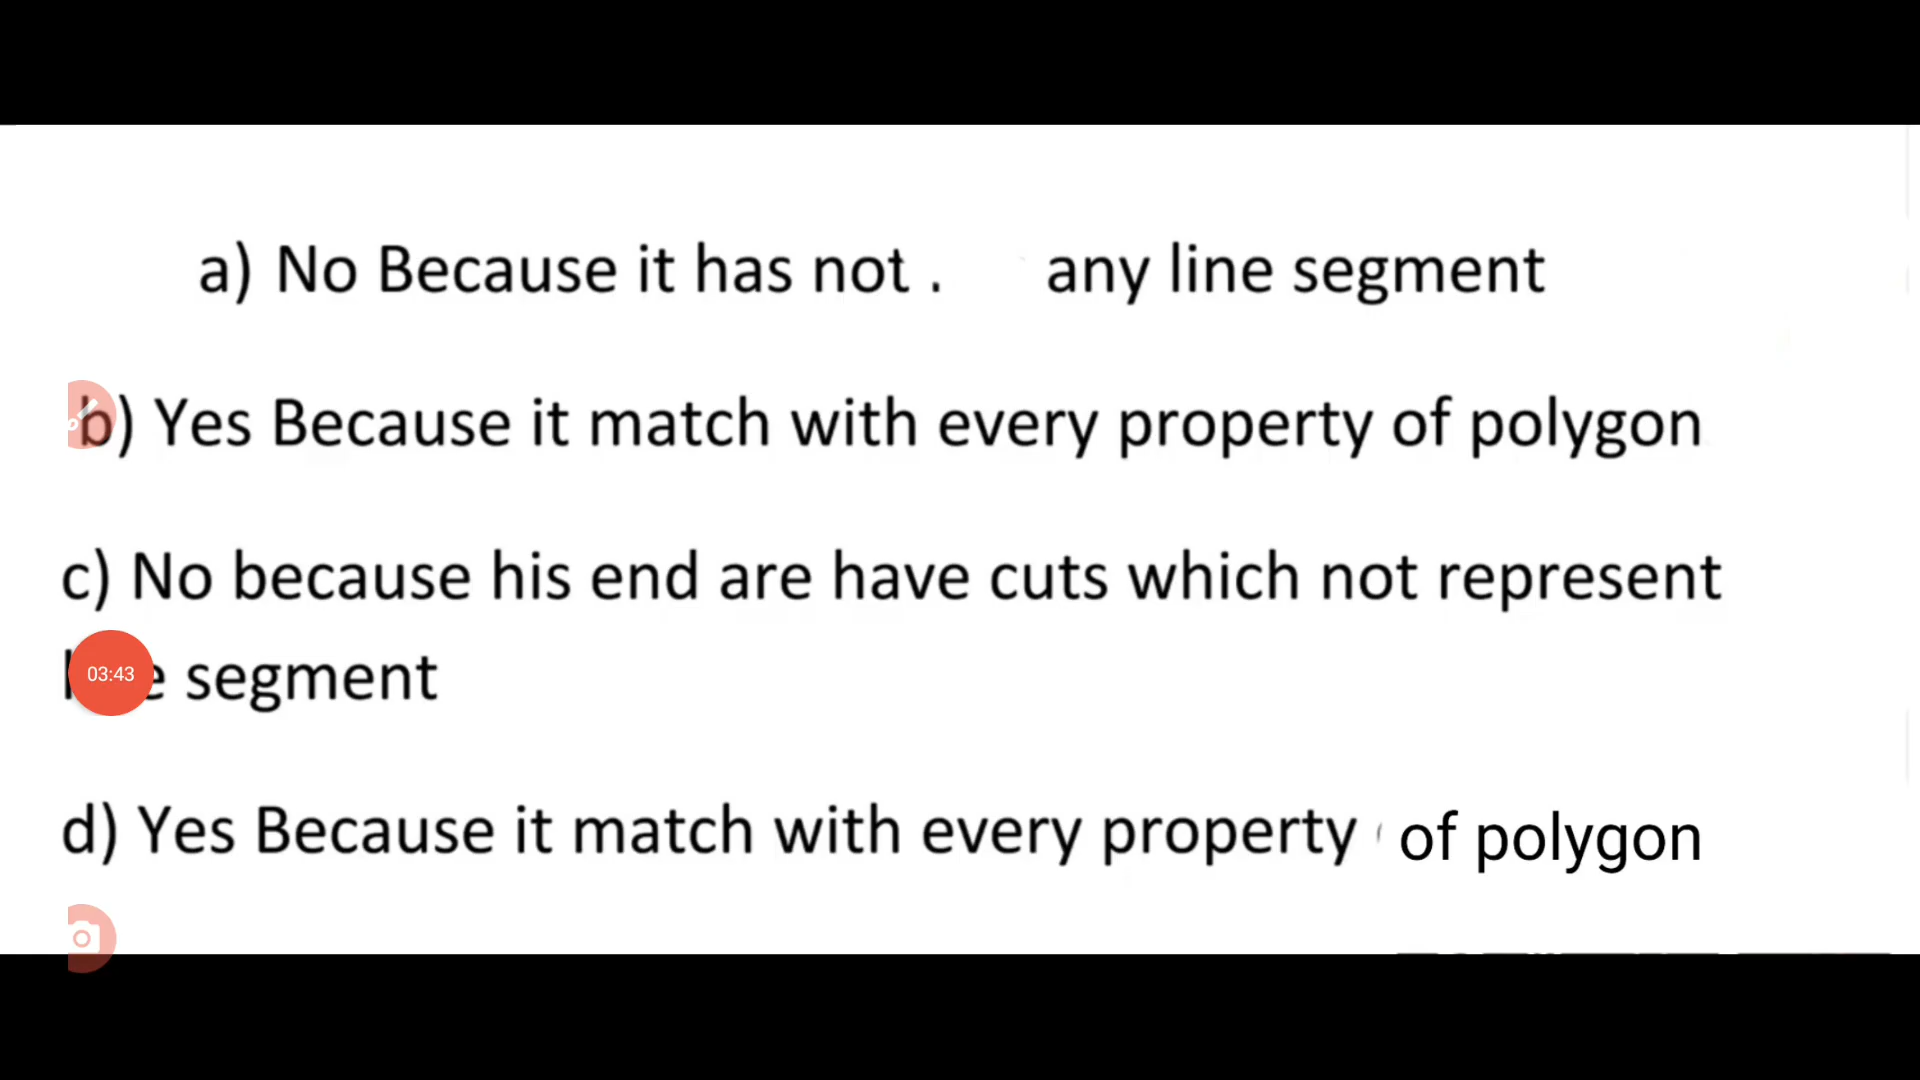 a) No Because it has not . any line segment
b) Yes Because it match with every property of polygon
c) No because his end are have cuts which not represent
segment
03:43
d) Yes Because it match with every property of polygon